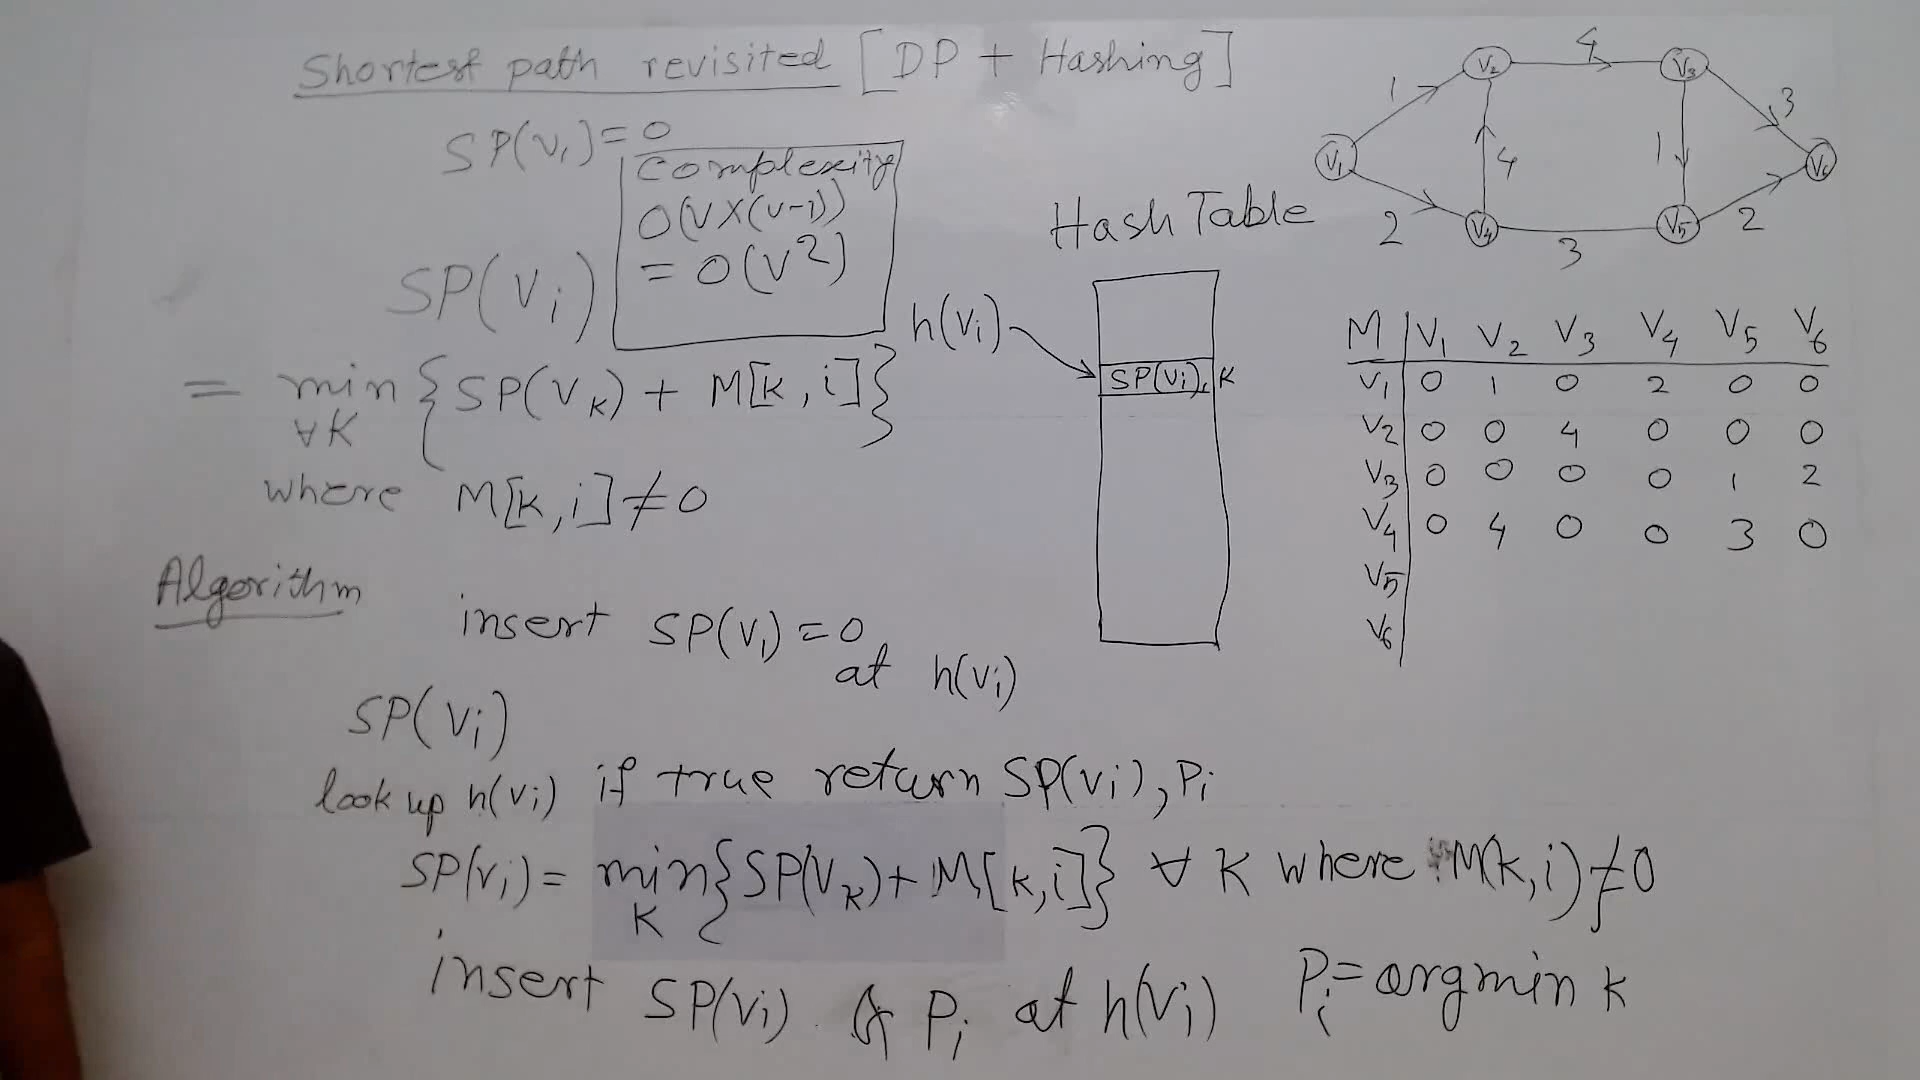 Shortest path revisited [DP + Hashing]
SP(V₁) = 0
Complexity
O(V×(V-1))
= O(V²)
SP(Vᵢ)
= min {SP(Vₖ) + M[k,i]}
∀K
where M[k,i] ≠ 0
Algorithm
insert SP(V₁) = 0
at h(Vᵢ)
SP(Vᵢ)
look up h(Vᵢ) if true return SP(Vᵢ), Pᵢ
SP(Vᵢ) = min {SP(Vₖ) + M[k,i]} ∀ K where M(k,i) ≠ 0
K
insert SP(Vᵢ) & Pᵢ at h(Vᵢ) Pᵢ = argmin k
Hash Table
h(Vᵢ)
SP(Vᵢ), K
V₁
1
V₂
4
V₃
3
V₆
2
4
1
V₄
3
V₅
2
M V₁ V₂ V₃ V₄ V₅ V₆
V₁ 0 1 0 2 0 0
V₂ 0 0 4 0 0 0
V₃ 0 0 0 0 1 2
V₄ 0 4 0 0 3 0
V₅
V₆